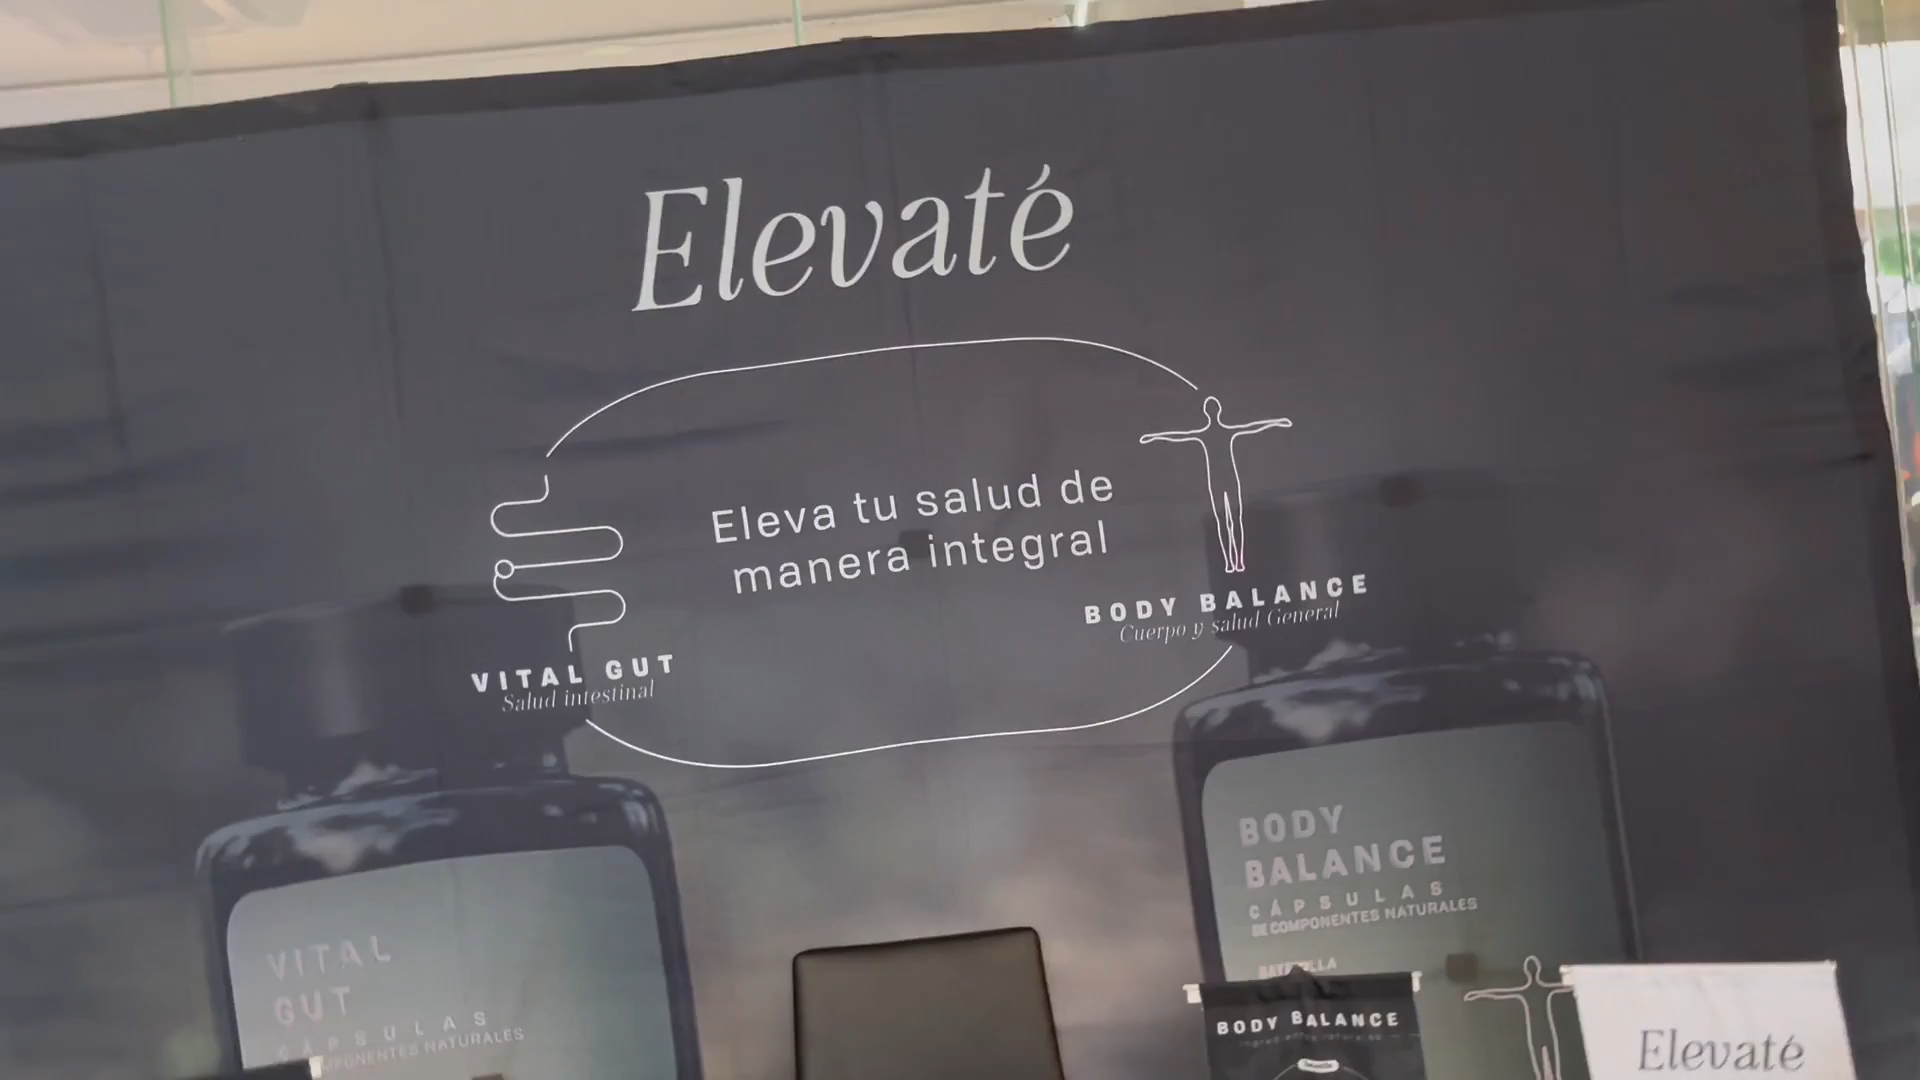 Elevaté
Eleva tu salud de
manera integral
VITAL GUT
Salud intestinal
BODY BALANCE
Cuerpo y salud General
VITAL
GUT
CÁPSULAS
COMPONENTES NATURALES
BODY
BALANCE
CÁPSULAS
DE COMPONENTES NATURALES
BODY BALANCE
Elevaté